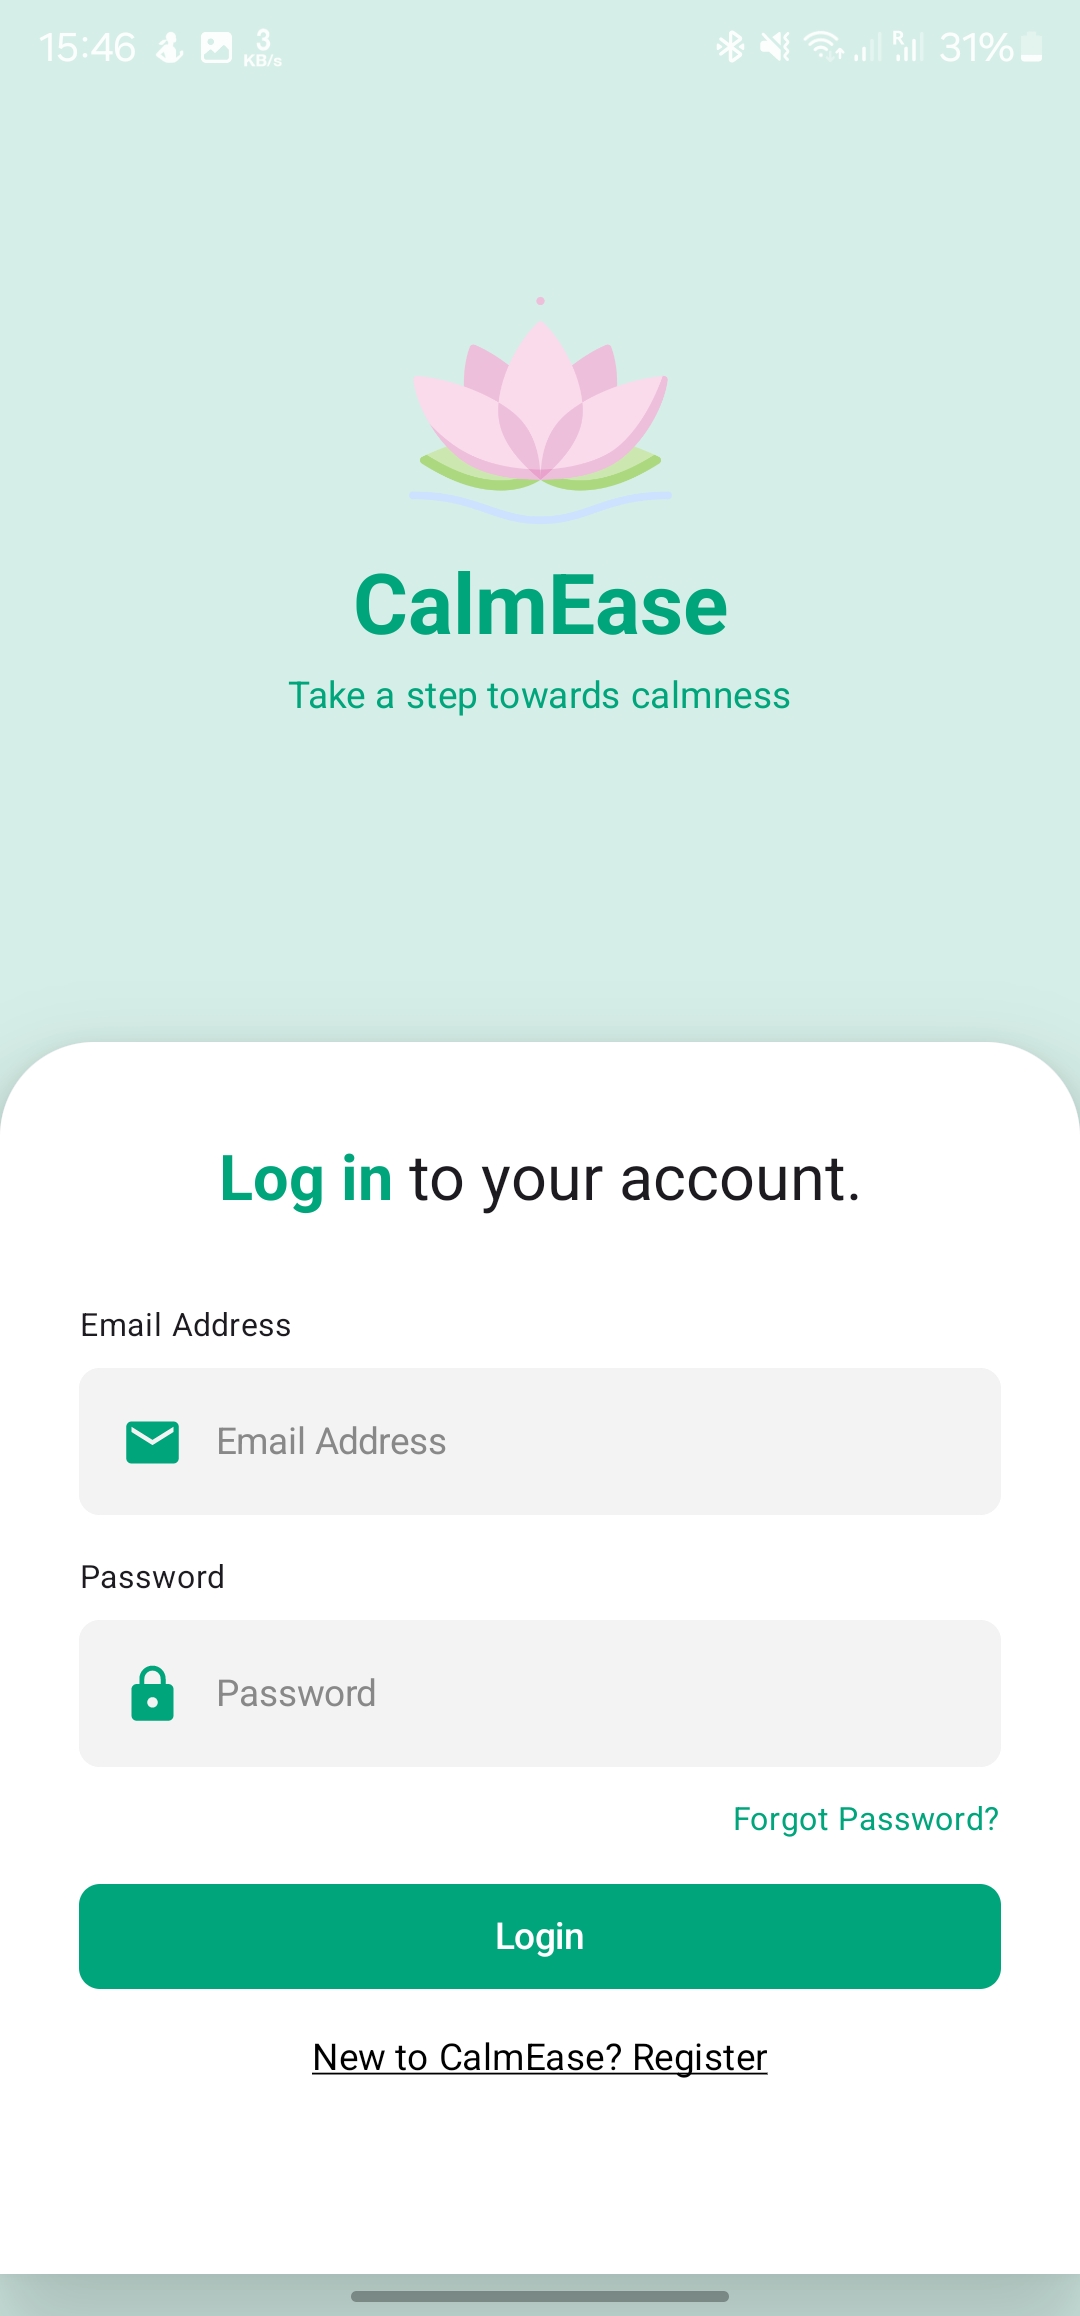 15:46 3 KB/s R 31%
CalmEase
Take a step towards calmness
Log in to your account.
Email Address
Email Address
Password
Password
Forgot Password?
Login
New to CalmEase? Register